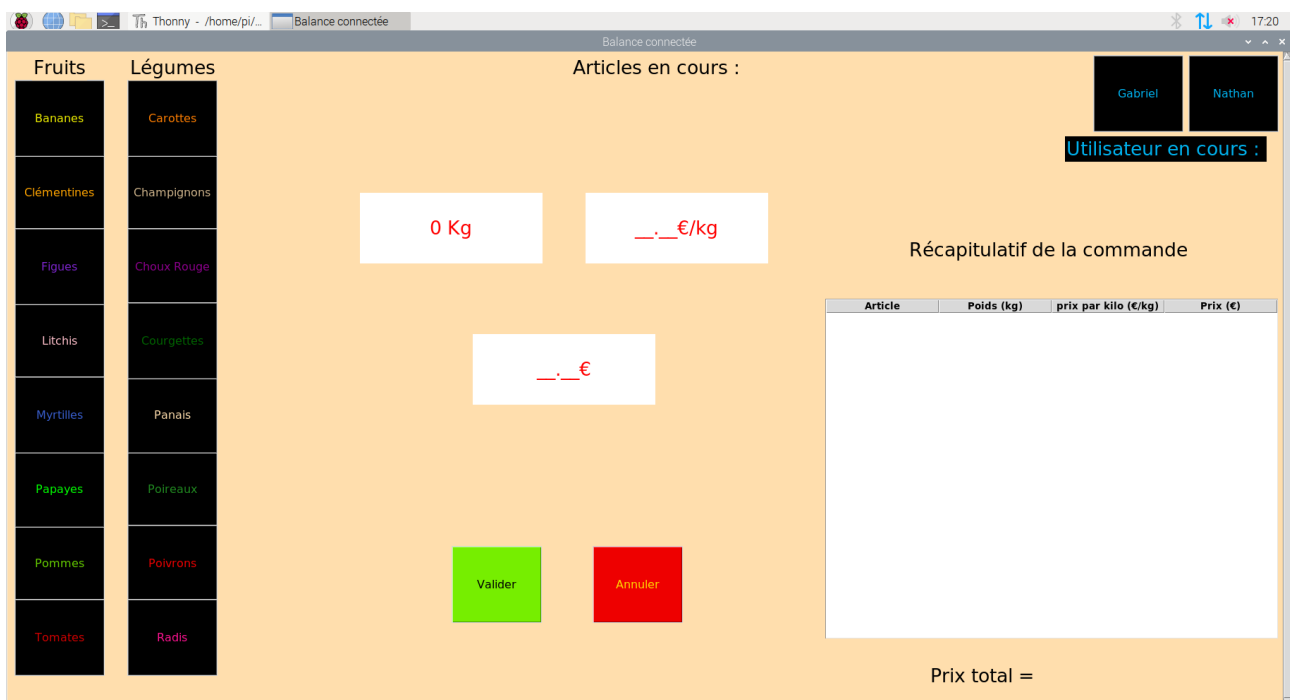 Thonny - /home/pi/...
Balance connectée
17:20
Balance connectée
Fruits
Légumes
Articles en cours :
Gabriel
Nathan
Utilisateur en cours :
Bananes
Carottes
Clémentines
Champignons
Figues
Choux Rouge
Litchis
Courgettes
Myrtilles
Panais
Papayes
Poireaux
Pommes
Poivrons
Tomates
Radis
0 Kg
__.__€/kg
__.__€
Valider
Annuler
Récapitulatif de la commande
Article
Poids (kg)
prix par kilo (€/kg)
Prix (€)
Prix total =